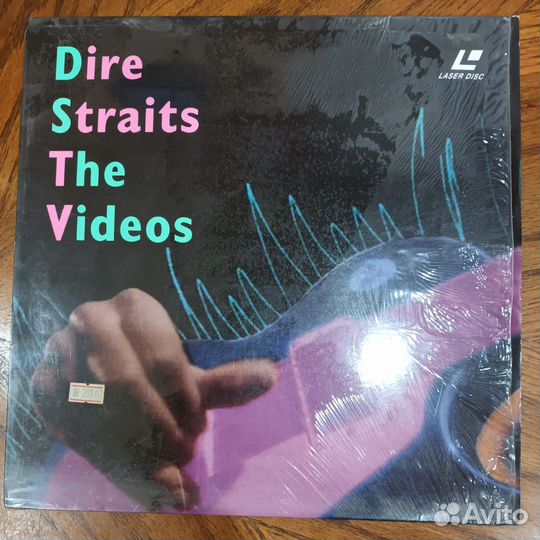 Dire
Straits
The
Videos
LASER DISC
Avito